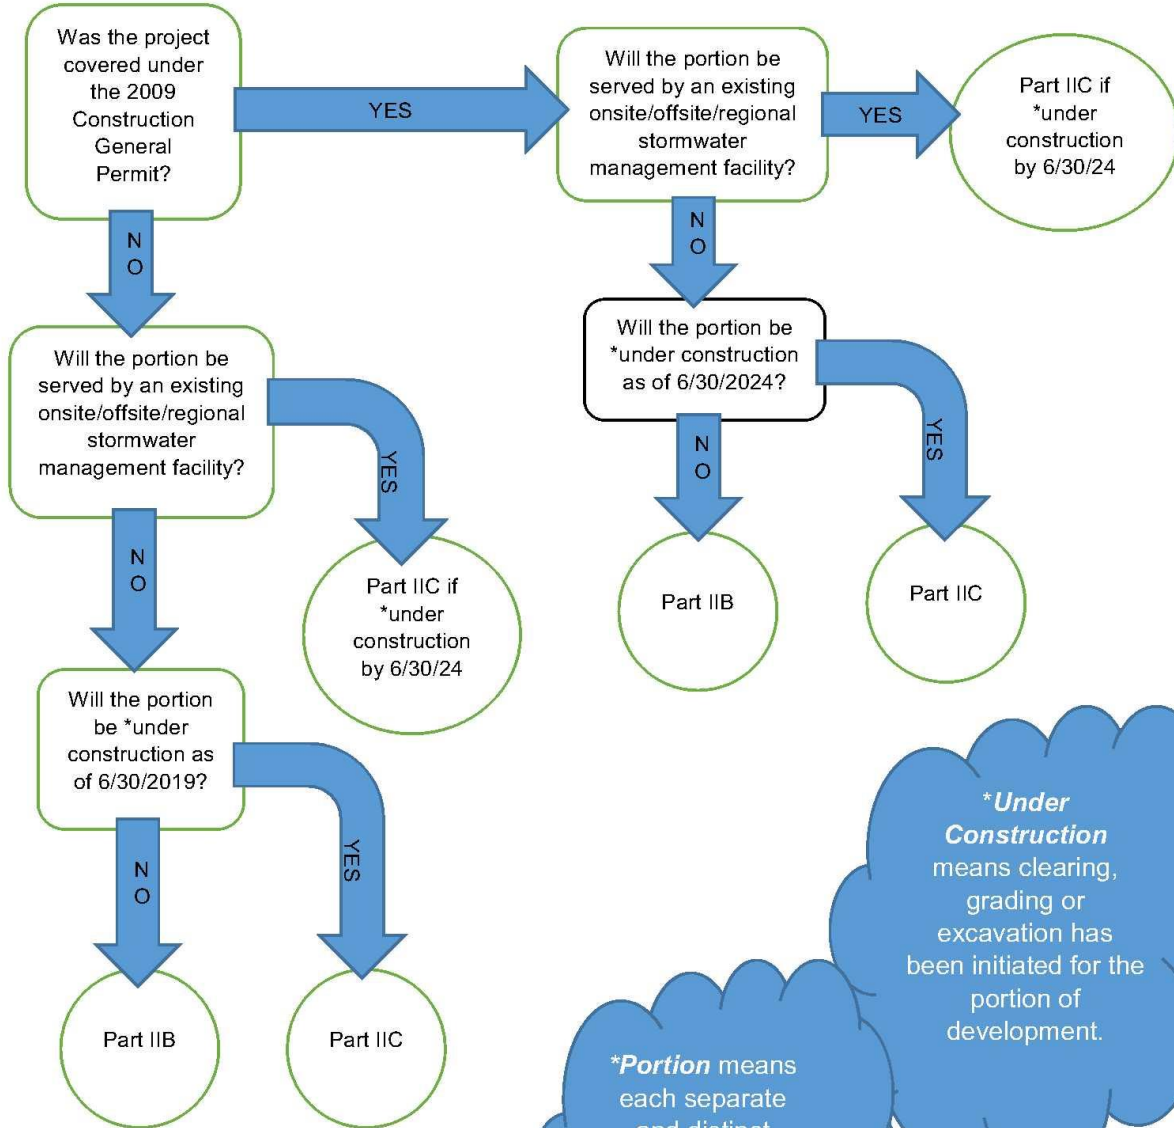 Was the project
covered under
the 2009
Construction
General
Permit?
YES
Will the portion be
served by an existing
onsite/offsite/regional
stormwater
management facility?
YES
Part IIC if
*under
construction
by 6/30/24
N
O
N
O
Will the portion be
served by an existing
onsite/offsite/regional
stormwater
management facility?
Will the portion be
*under construction
as of 6/30/2024?
YES
YES
N
O
N
O
Part IIC if
*under
construction
by 6/30/24
Part IIB
Part IIC
Will the portion
be *under
construction as
of 6/30/2019?
YES
N
O
Part IIB
Part IIC
*Under
Construction
means clearing,
grading or
excavation has
been initiated for the
portion of
development.
*Portion means
each separate
and distinct